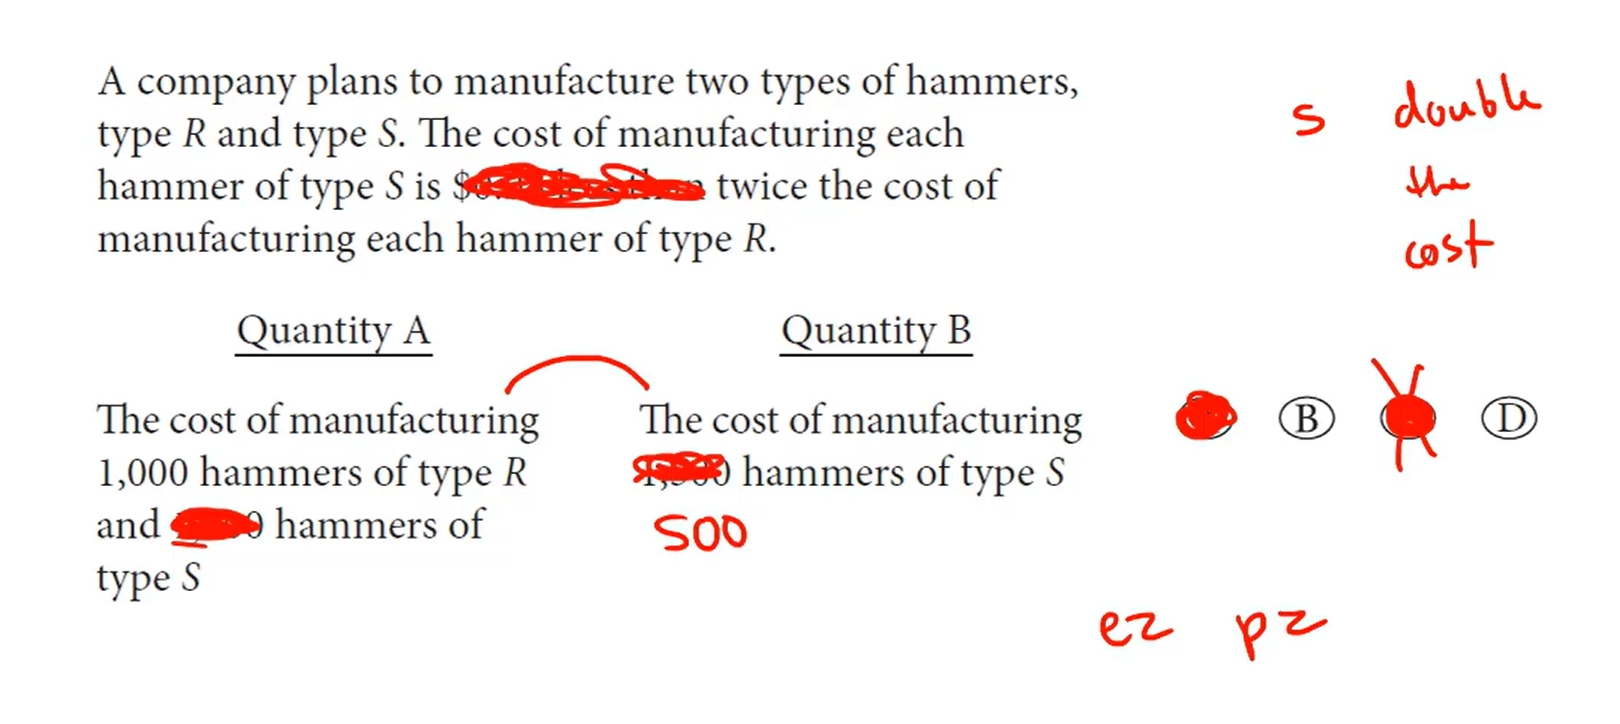 A company plans to manufacture two types of hammers,
type R and type S. The cost of manufacturing each
hammer of type S is $ twice the cost of
manufacturing each hammer of type R.
s double
the
cost
Quantity A
Quantity B
The cost of manufacturing
1,000 hammers of type R
and hammers of
type S
The cost of manufacturing
hammers of type S
500
B
D
ez pz